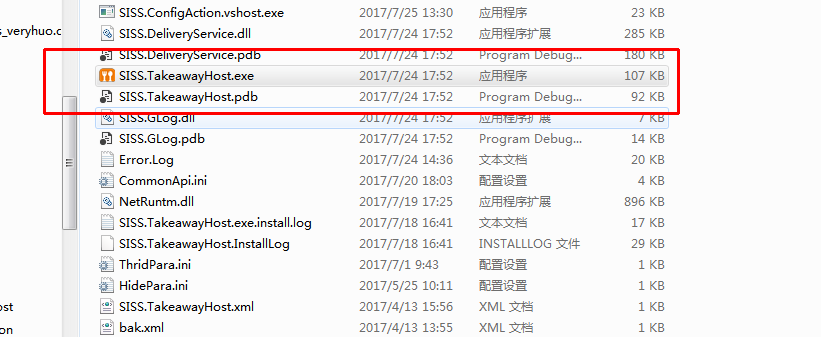 SISS.ConfigAction.vshost.exe 2017/7/25 13:30 应用程序 23 KB
s_veryhuo.c
SISS.DeliveryService.dll 2017/7/24 17:52 应用程序扩展 285 KB
SISS.DeliveryService.pdb 2017/7/24 17:52 Program Debug... 180 KB
SISS.TakeawayHost.exe 2017/7/24 17:52 应用程序 107 KB
SISS.TakeawayHost.pdb 2017/7/24 17:52 Program Debug... 92 KB
SISS.GLog.dll 2017/7/24 17:52 应用程序扩展 7 KB
SISS.GLog.pdb 2017/7/24 17:52 Program Debug... 14 KB
Error.Log 2017/7/24 14:36 文本文档 20 KB
CommonApi.ini 2017/7/20 18:03 配置设置 4 KB
NetRuntm.dll 2017/7/19 17:25 应用程序扩展 896 KB
SISS.TakeawayHost.exe.install.log 2017/7/18 16:41 文本文档 17 KB
SISS.TakeawayHost.InstallLog 2017/7/18 16:41 INSTALLLOG 文件 29 KB
ThridPara.ini 2017/7/1 9:43 配置设置 1 KB
HidePara.ini 2017/5/25 10:11 配置设置 1 KB
ost
SISS.TakeawayHost.xml 2017/4/13 15:56 XML 文档 1 KB
on
bak.xml 2017/4/13 13:55 XML 文档 1 KB